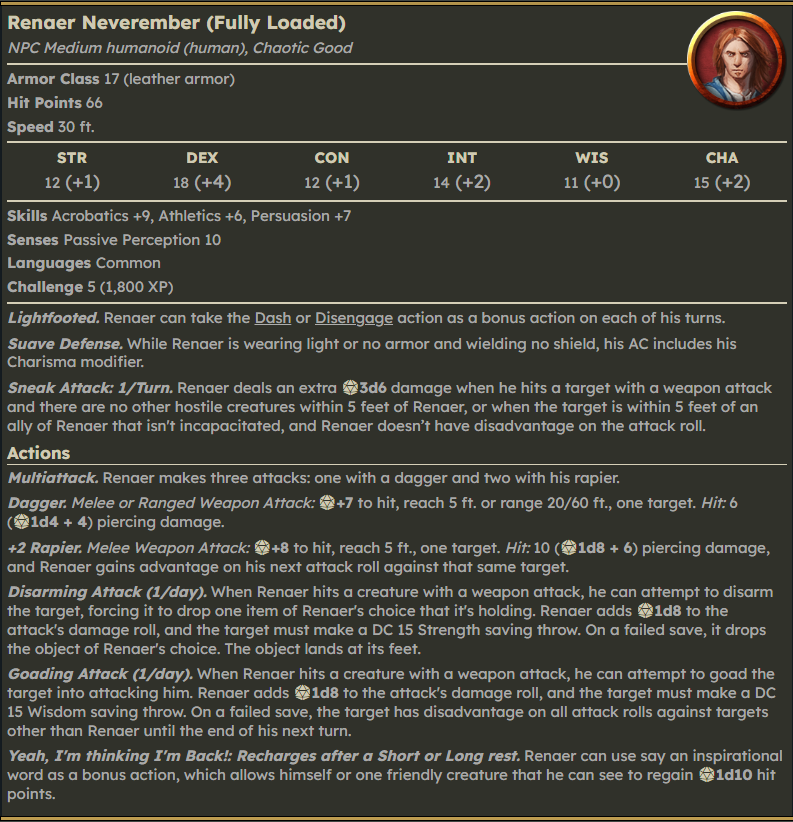 Renaer Neverember (Fully Loaded)
NPC Medium humanoid (human), Chaotic Good
Armor Class 17 (leather armor)
Hit Points 66
Speed 30 ft.
STR DEX CON INT WIS CHA
12 (+1) 18 (+4) 12 (+1) 14 (+2) 11 (+0) 15 (+2)
Skills Acrobatics +9, Athletics +6, Persuasion +7
Senses Passive Perception 10
Languages Common
Challenge 5 (1,800 XP)
Lightfooted. Renaer can take the Dash or Disengage action as a bonus action on each of his turns.
Suave Defense. While Renaer is wearing light or no armor and wielding no shield, his AC includes his
Charisma modifier.
Sneak Attack: 1/Turn. Renaer deals an extra 3d6 damage when he hits a target with a weapon attack
and there are no other hostile creatures within 5 feet of Renaer, or when the target is within 5 feet of an
ally of Renaer that isn't incapacitated, and Renaer doesn’t have disadvantage on the attack roll.
Actions
Multiattack. Renaer makes three attacks: one with a dagger and two with his rapier.
Dagger. Melee or Ranged Weapon Attack: +7 to hit, reach 5 ft. or range 20/60 ft., one target. Hit: 6
(1d4 + 4) piercing damage.
+2 Rapier. Melee Weapon Attack: +8 to hit, reach 5 ft., one target. Hit: 10 (1d8 + 6) piercing damage,
and Renaer gains advantage on his next attack roll against that same target.
Disarming Attack (1/day). When Renaer hits a creature with a weapon attack, he can attempt to disarm
the target, forcing it to drop one item of Renaer's choice that it's holding. Renaer adds 1d8 to the
attack's damage roll, and the target must make a DC 15 Strength saving throw. On a failed save, it drops
the object of Renaer's choice. The object lands at its feet.
Goading Attack (1/day). When Renaer hits a creature with a weapon attack, he can attempt to goad the
target into attacking him. Renaer adds 1d8 to the attack's damage roll, and the target must make a DC
15 Wisdom saving throw. On a failed save, the target has disadvantage on all attack rolls against targets
other than Renaer until the end of his next turn.
Yeah, I'm thinking I'm Back!: Recharges after a Short or Long rest. Renaer can use say an inspirational
word as a bonus action, which allows himself or one friendly creature that he can see to regain 1d10 hit
points.